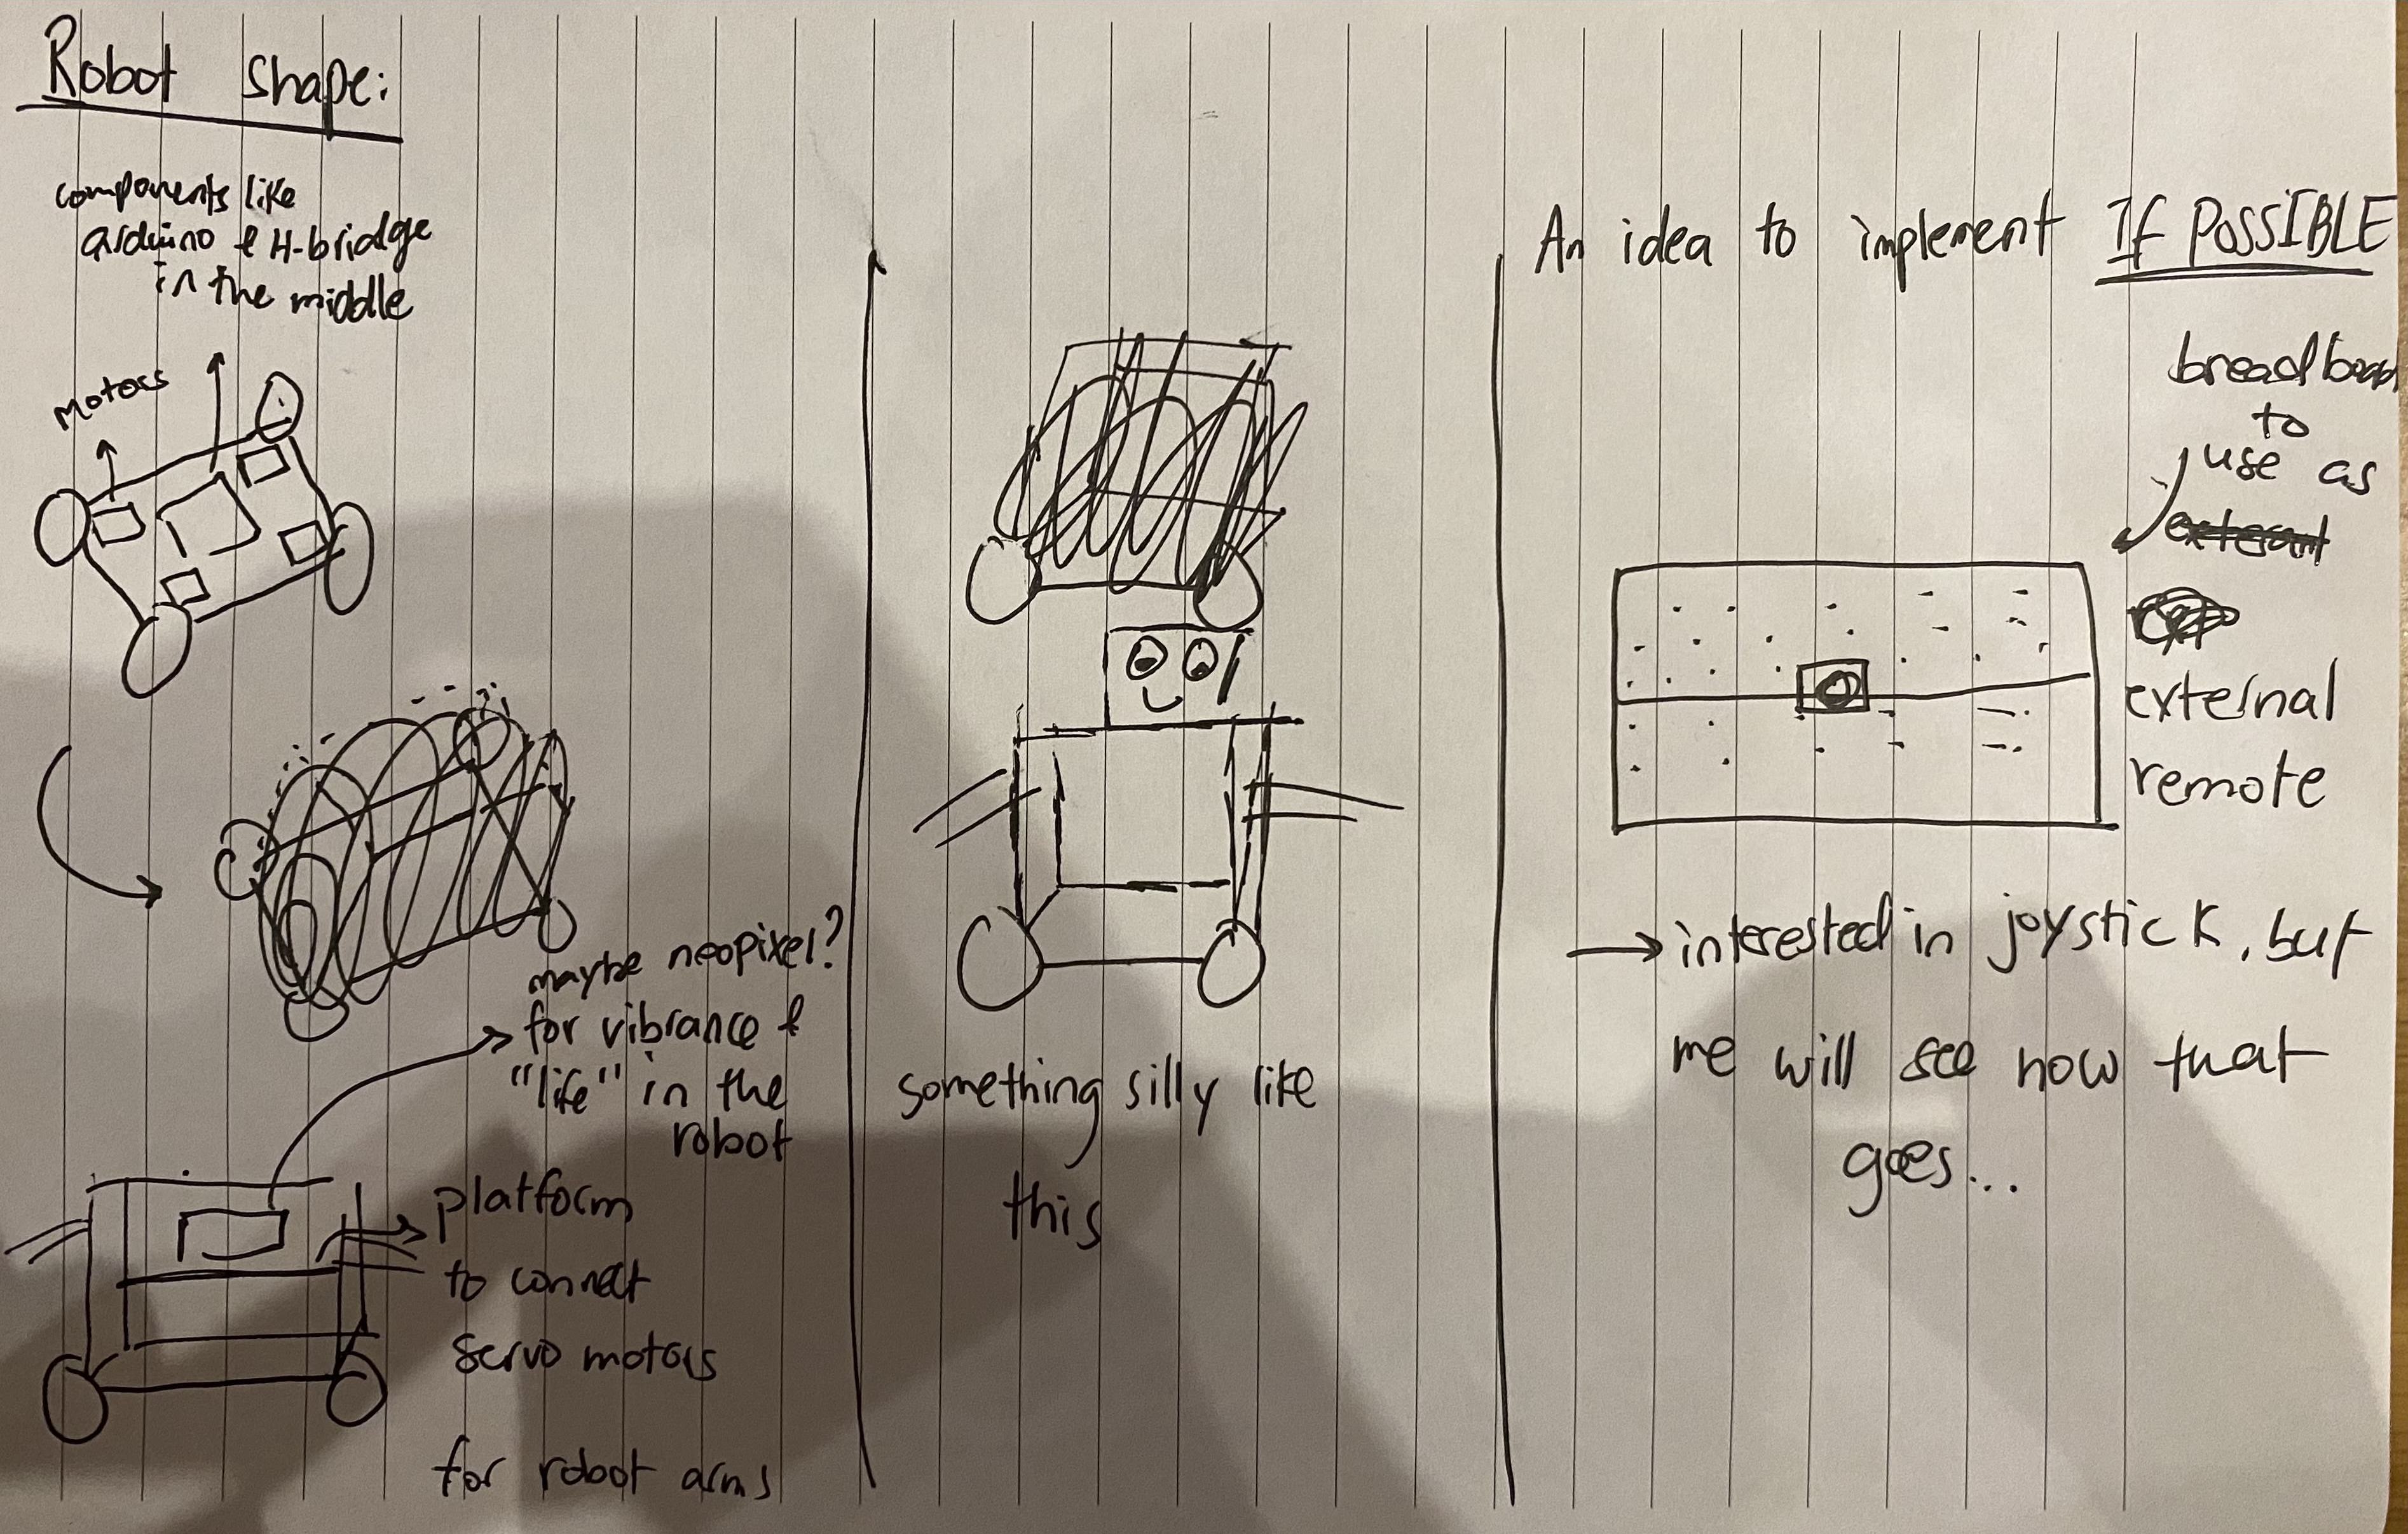 Robot shape:
components like
arduino & H-bridge
in the middle
Motors
maybe neopixel?
for vibrance &
"life" in the
robot
platform
to connect
servo motors
for robot arms
something silly like
this
An idea to implement IF POSSIBLE
breadboard
to
use as
external
remote
interested in joystick, but
me will see how that
goes...